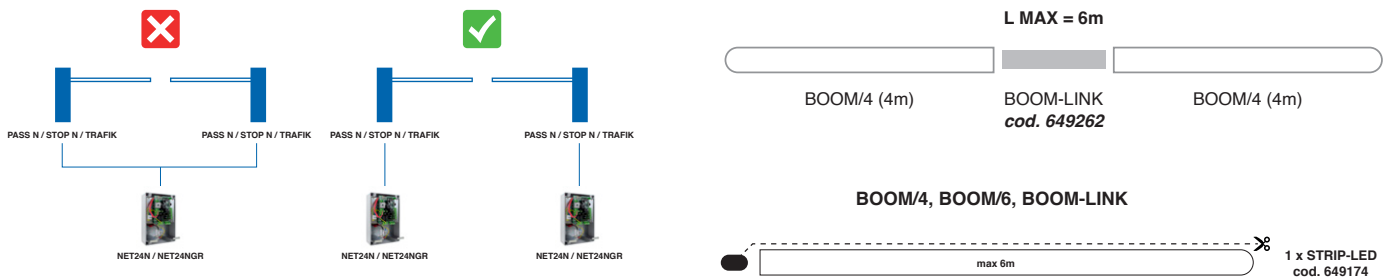 PASS N / STOP N / TRAFIK
PASS N / STOP N / TRAFIK
PASS N / STOP N / TRAFIK
PASS N / STOP N / TRAFIK
NET24N / NET24NGR
NET24N / NET24NGR
NET24N / NET24NGR
L MAX = 6m
BOOM/4 (4m)
BOOM-LINK
cod. 649262
BOOM/4 (4m)
BOOM/4, BOOM/6, BOOM-LINK
max 6m
1 x STRIP-LED
cod. 649174